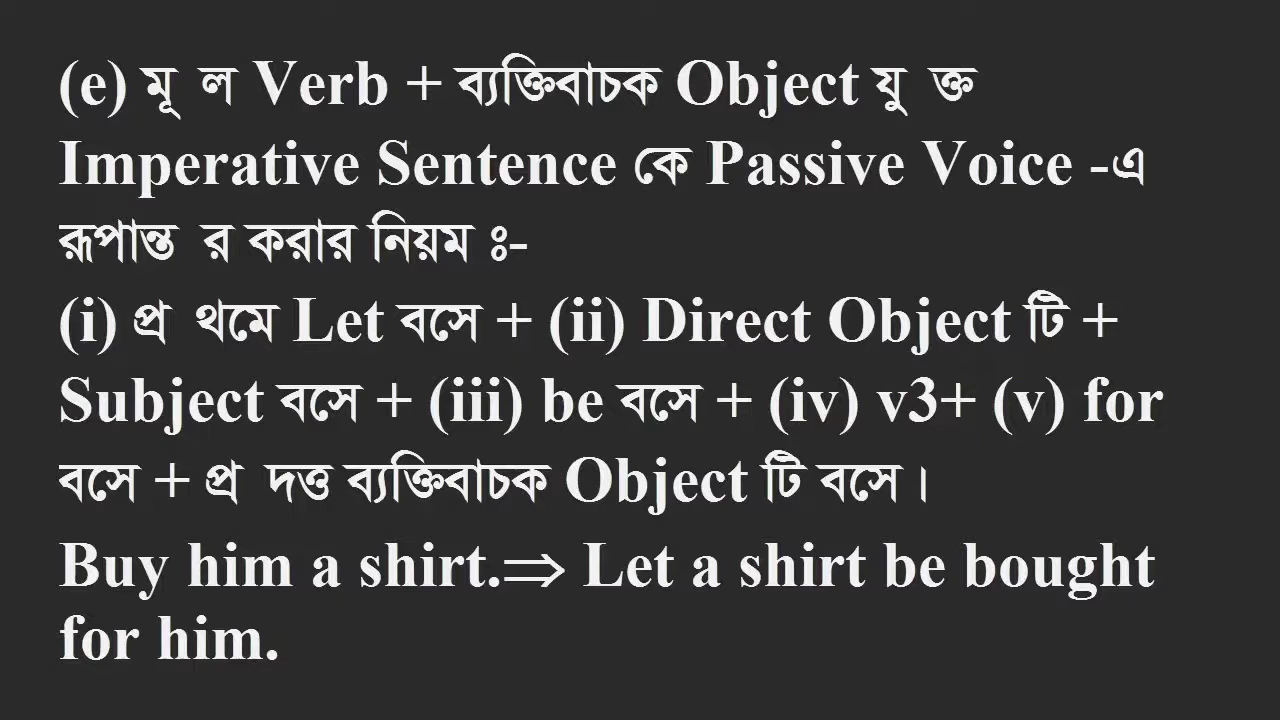 (e) মূল Verb + ব্যক্তিবাচক Object যুক্ত
Imperative Sentence কে Passive Voice -এ
রূপান্তর করার নিয়ম ঃ-
(i) প্রথমে Let বসে + (ii) Direct Object টি +
Subject বসে + (iii) be বসে + (iv) v3+ (v) for
বসে + প্রদত্ত ব্যক্তিবাচক Object টি বসে।
Buy him a shirt.⇒ Let a shirt be bought
for him.